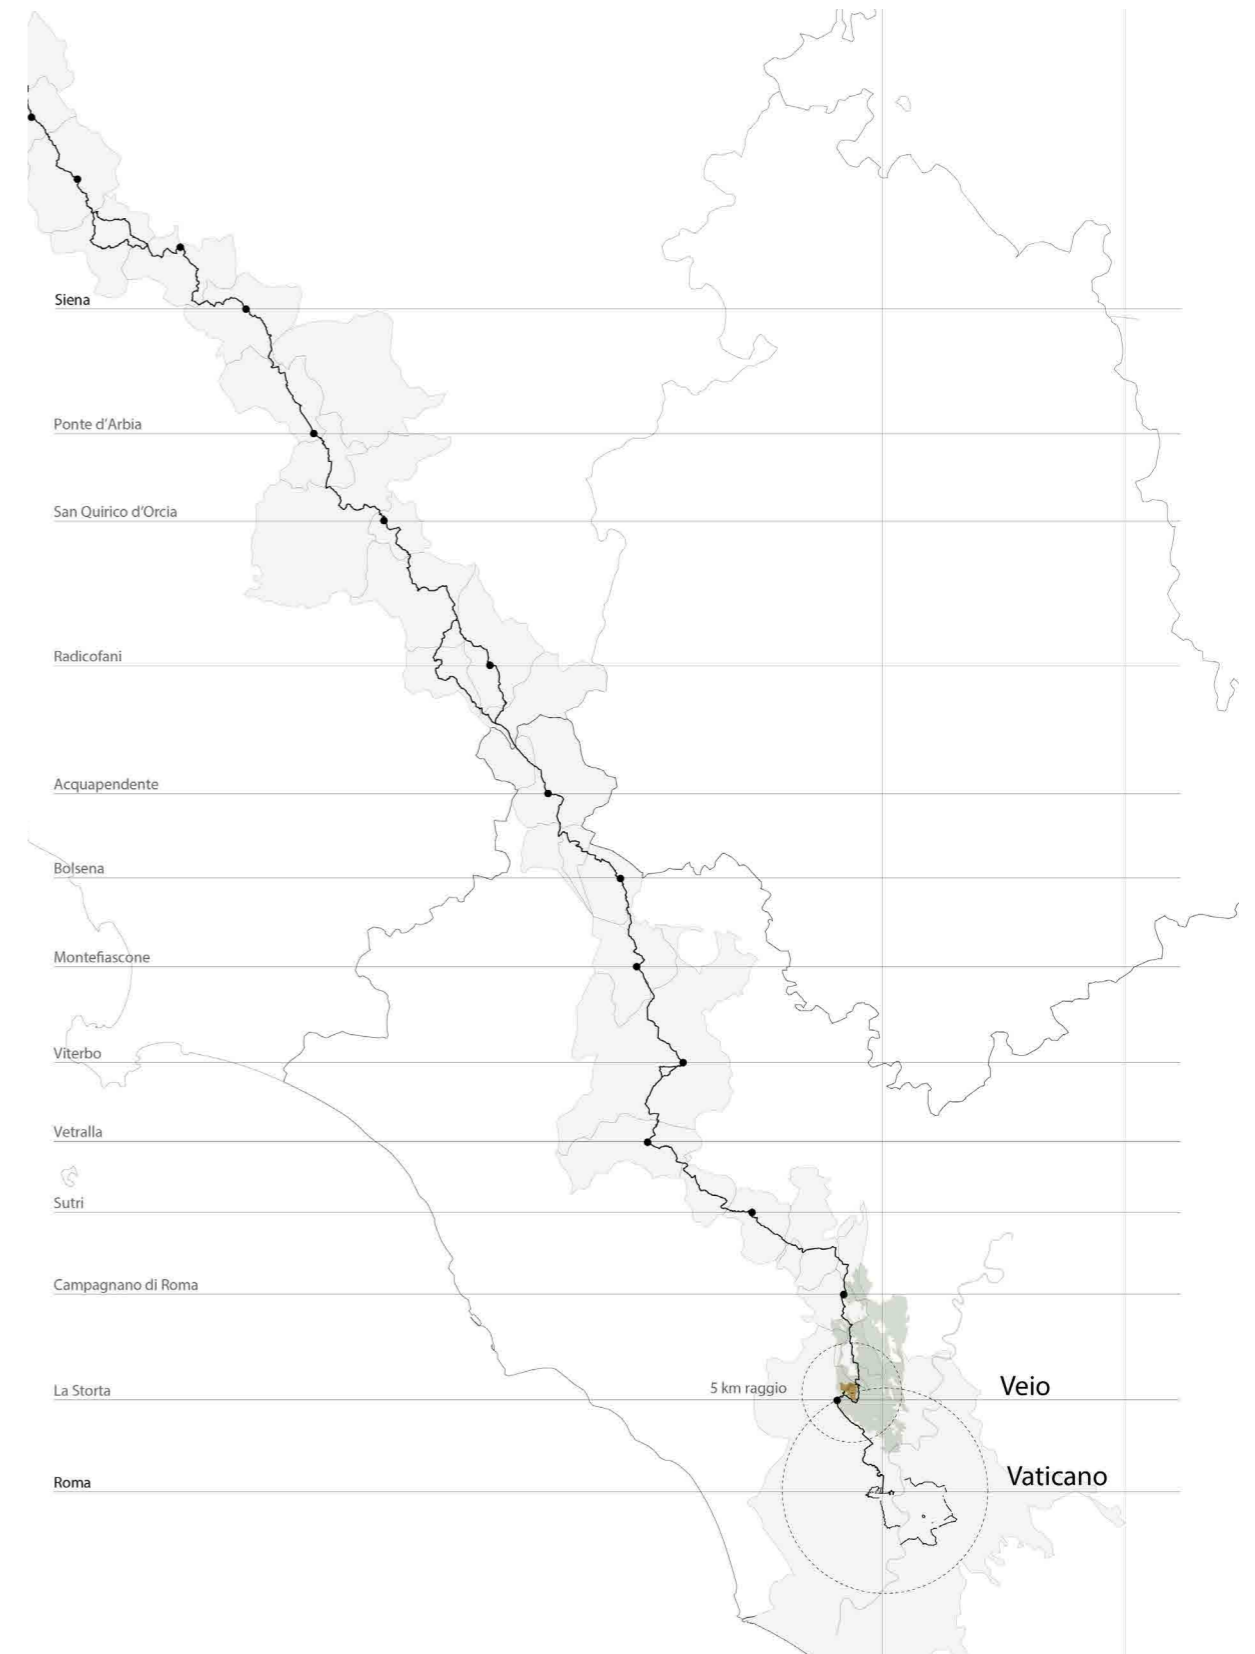 Siena
Ponte d’Arbia
San Quirico d’Orcia
Radicofani
Acquapendente
Bolsena
Montefiascone
Viterbo
Vetralla
Sutri
Campagnano di Roma
La Storta
5 km raggio
Veio
Roma
Vaticano